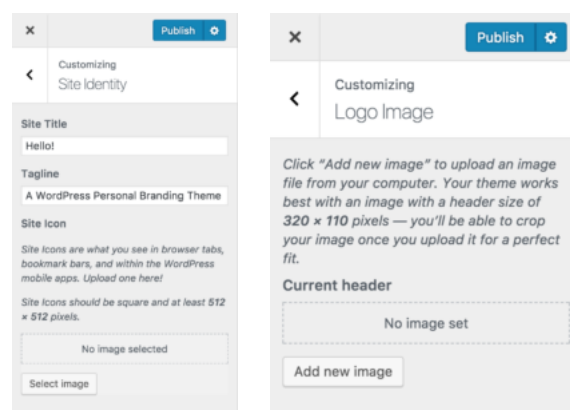 Publish
Customizing
Site Identity
Site Title
Hello!
Tagline
A WordPress Personal Branding Theme
Site Icon
Site Icons are what you see in browser tabs,
bookmark bars, and within the WordPress
mobile apps. Upload one here!
Site Icons should be square and at least 512
× 512 pixels.
No image selected
Select image
Publish
Customizing
Logo Image
Click “Add new image” to upload an image
file from your computer. Your theme works
best with an image with a header size of
320 × 110 pixels — you’ll be able to crop
your image once you upload it for a perfect
fit.
Current header
No image set
Add new image